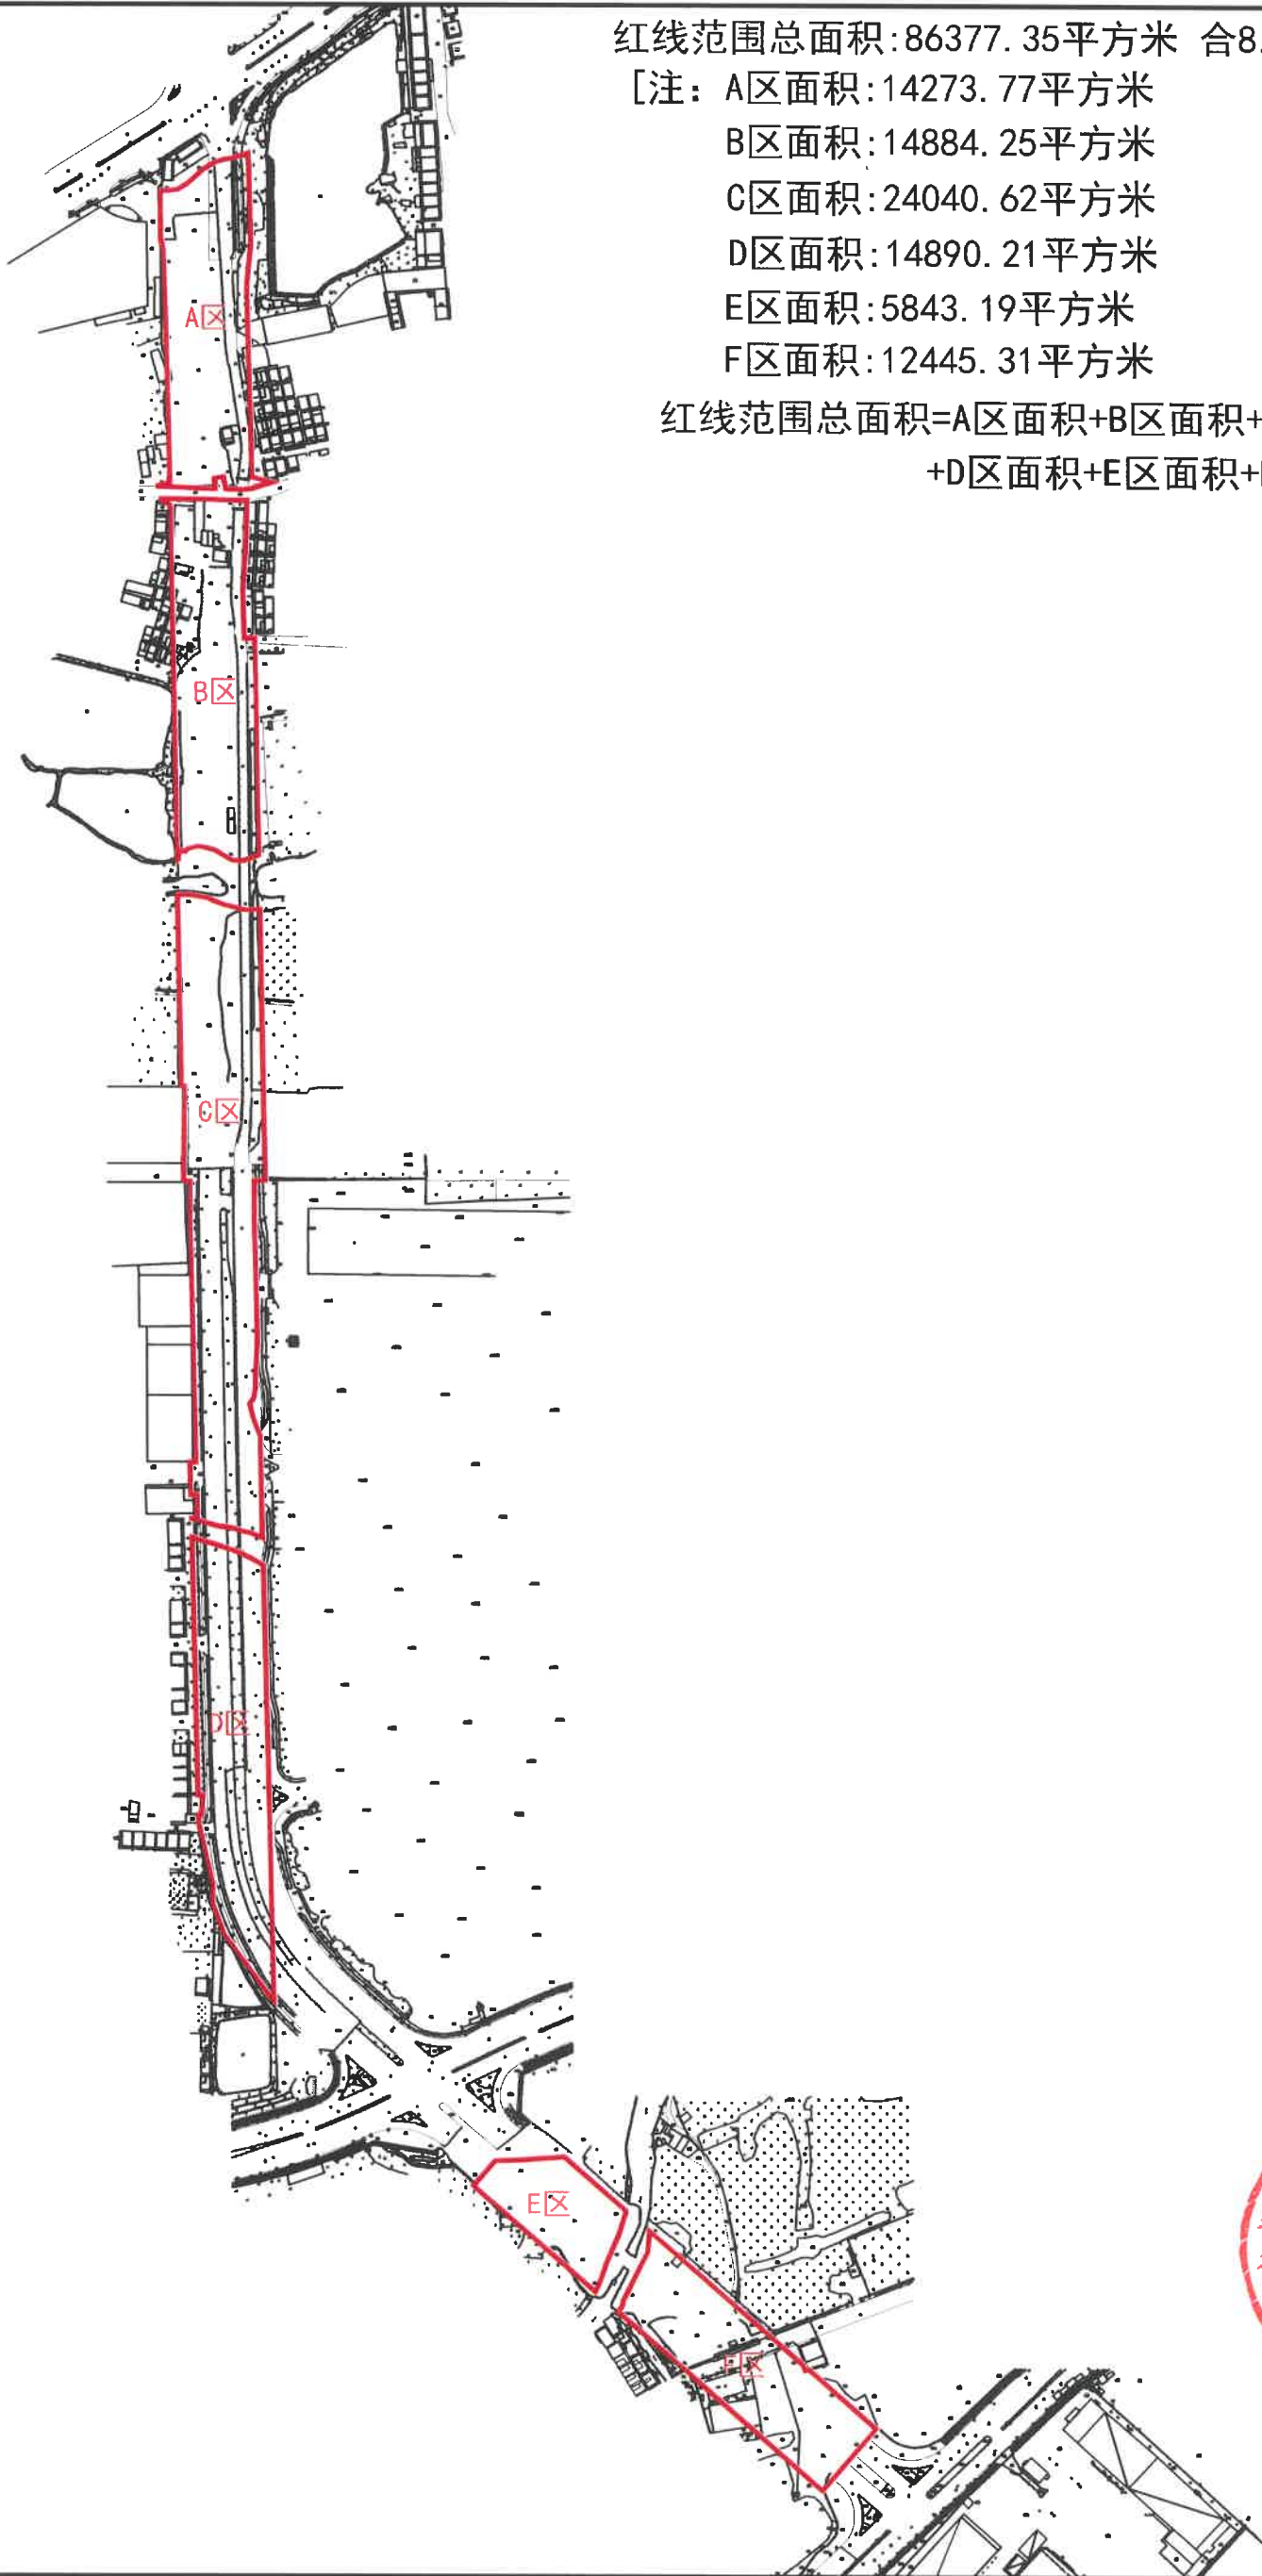 红线范围总面积:86377.35平方米 合8.
[注: A区面积:14273.77平方米
B区面积:14884.25平方米
C区面积:24040.62平方米
D区面积:14890.21平方米
E区面积:5843.19平方米
F区面积:12445.31平方米
红线范围总面积=A区面积+B区面积+
+D区面积+E区面积+
A区
B区
C区
D区
E区
F区